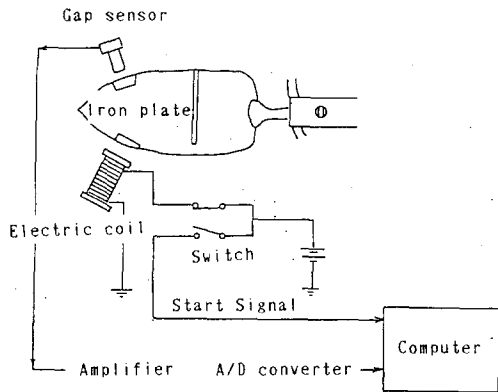 Gap sensor
Iron plate
Electric coil
Switch
Start Signal
Computer
Amplifier
A/D converter